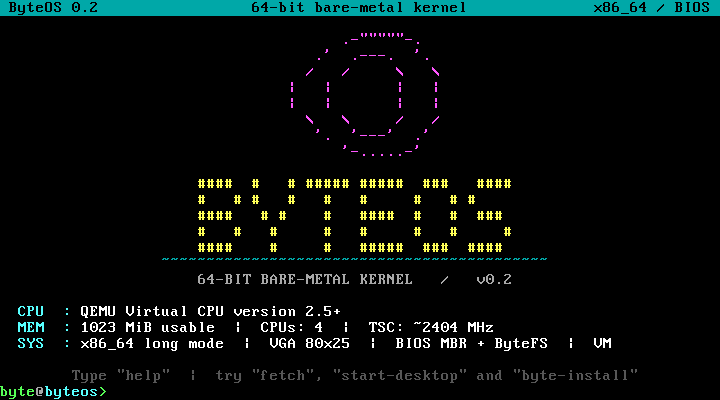 ByteOS 0.2 64-bit bare-metal kernel x86_64 / BIOS
BYTEOS
64-BIT BARE-METAL KERNEL / v0.2
CPU : QEMU Virtual CPU version 2.5+
MEM : 1023 MiB usable ¦ CPUs: 4 ¦ TSC: ~2404 MHz
SYS : x86_64 long mode ¦ VGA 80x25 ¦ BIOS MBR + ByteFS ¦ VM
Type "help" ¦ try "fetch", "start-desktop" and "byte-install"
byte@byteos>